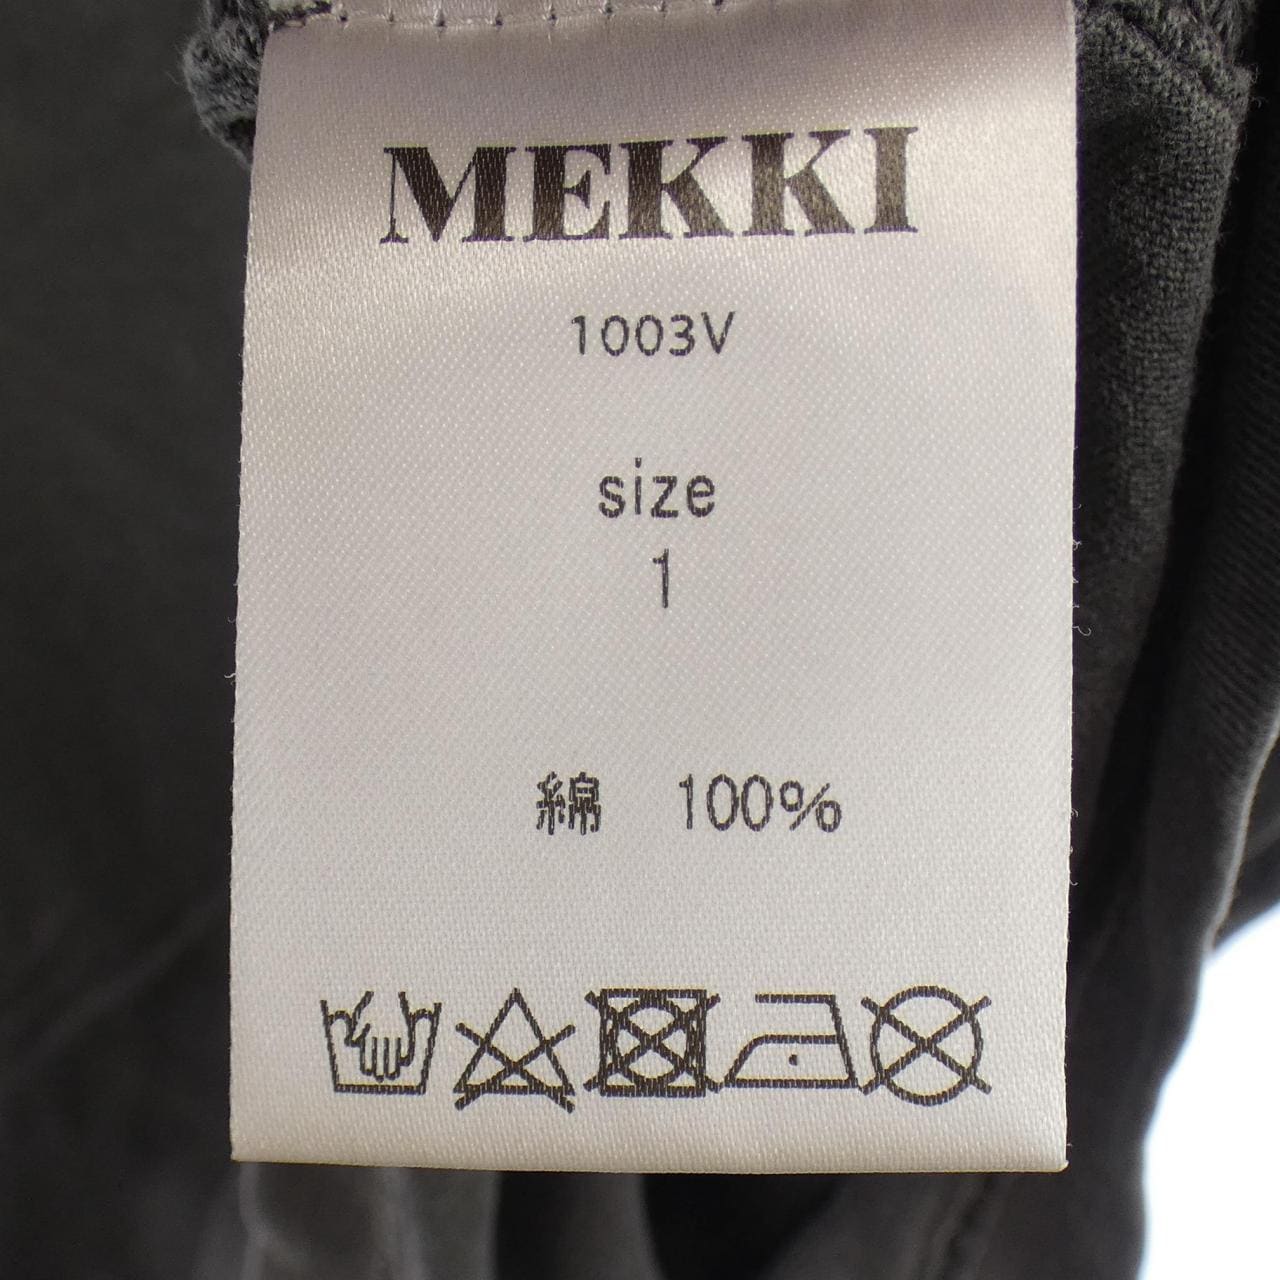 MEKKI
1003V
size
1
綿 100%